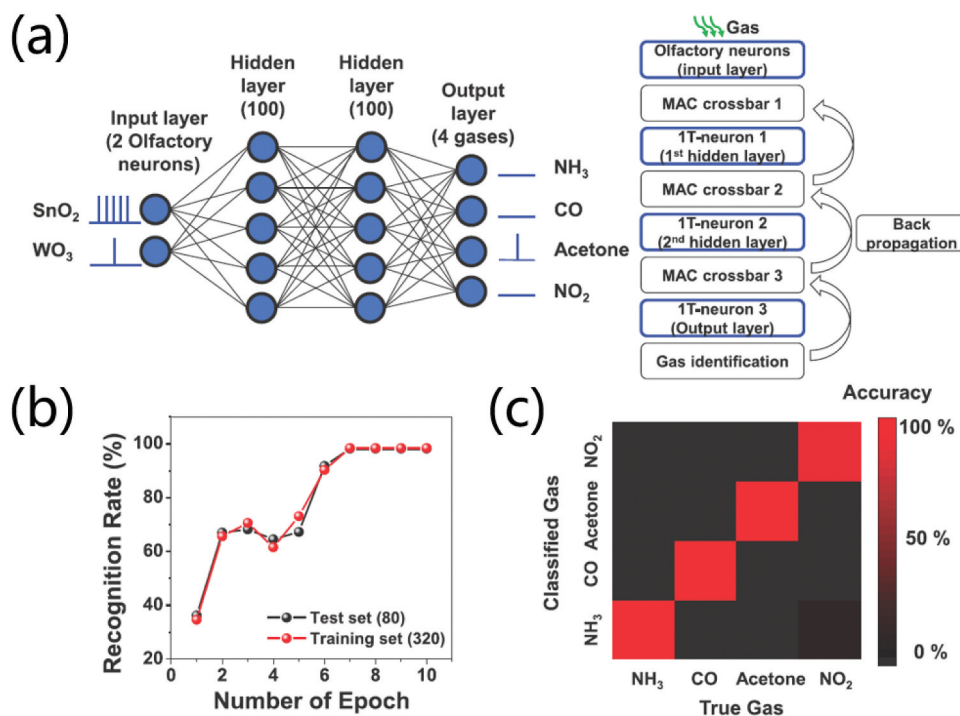 (a)
Input layer
(2 Olfactory
neurons)
Hidden
layer
(100)
Hidden
layer
(100)
Output
layer
(4 gases)
SnO₂
WO₃
NH₃
CO
Acetone
NO₂
Gas
Olfactory neurons
(input layer)
MAC crossbar 1
1T-neuron 1
(1ˢᵗ hidden layer)
MAC crossbar 2
1T-neuron 2
(2ⁿᵈ hidden layer)
MAC crossbar 3
1T-neuron 3
(Output layer)
Gas identification
Back
propagation
(b)
Recognition Rate (%)
100
80
60
40
20
Test set (80)
Training set (320)
0 2 4 6 8 10
Number of Epoch
(c)
Accuracy
100 %
50 %
0 %
Classified Gas
NO₂
Acetone
CO
NH₃
NH₃ CO Acetone NO₂
True Gas